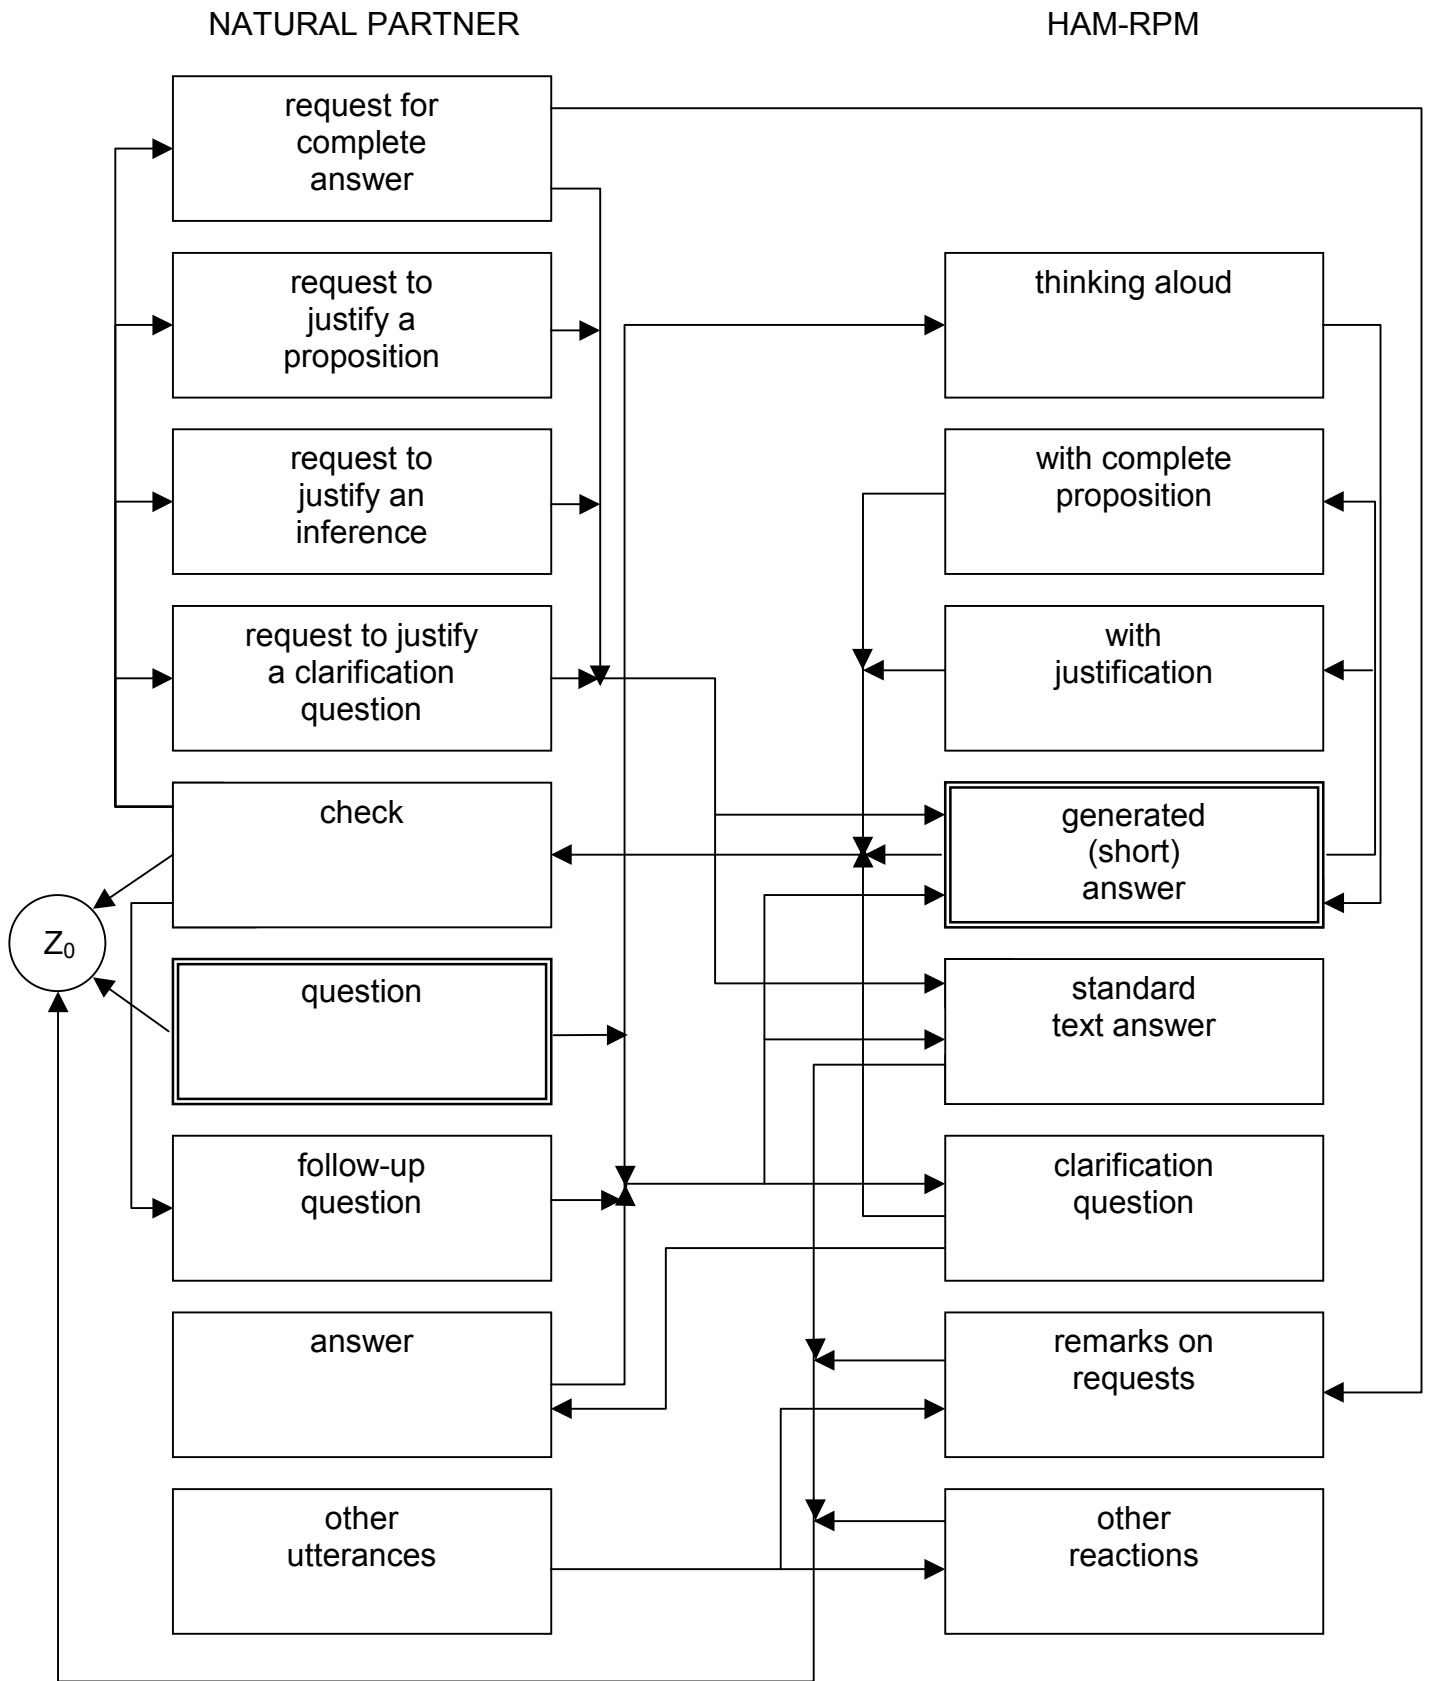 NATURAL PARTNER
HAM-RPM
request for
complete
answer
request to
justify a
proposition
thinking aloud
request to
justify an
inference
with complete
proposition
request to justify
a clarification
question
with
justification
check
generated
(short)
answer
Z₀
question
standard
text answer
follow-up
question
clarification
question
answer
remarks on
requests
other
utterances
other
reactions